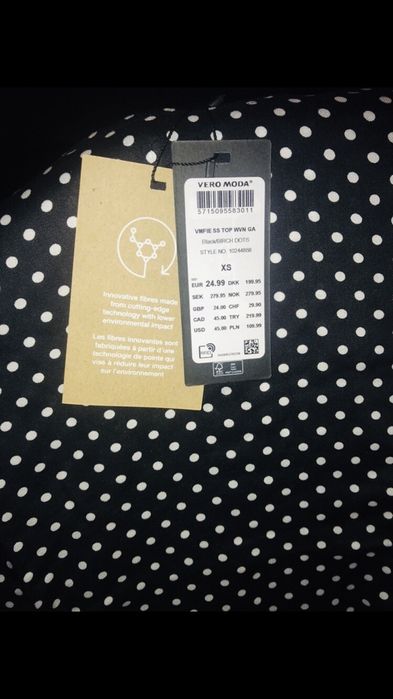 Innovative fibres made
from cutting-edge
technology with lower
environmental impact
Les fibres innovantes sont
fabriquées à partir d'une
technologie de pointe qui
vise à réduire leur impact
sur l'environnement
VERO MODA®
5715095583011
VMFIE SS TOP WVN GA
Black/BIRCH DOTS
STYLE NO.
XS
EUR 24.99 DKK 199.95
SEK 279.95 NOK 279.95
GBP 24.00 CHF 29.90
CAD 45.00 TRY 219.99
USD 45.00 PLN 109.99
FSC